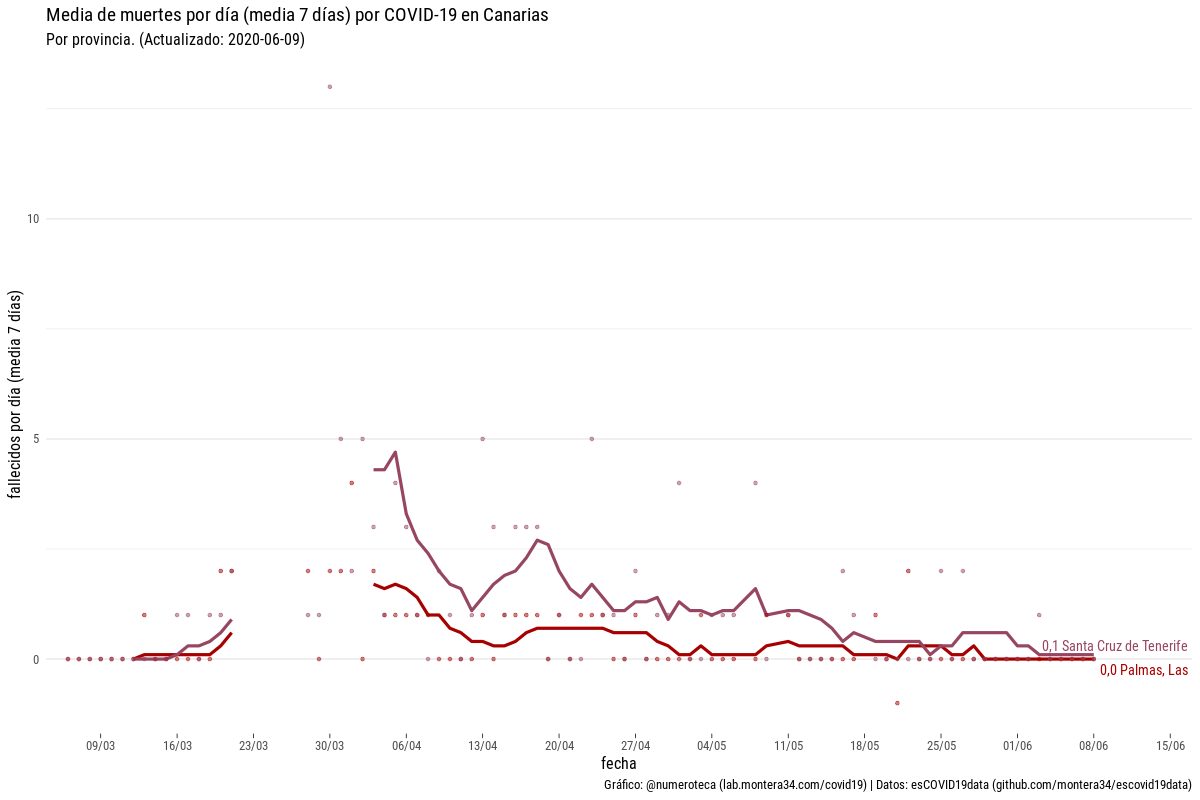 Media de muertes por día (media 7 días) por COVID-19 en Canarias
Por provincia. (Actualizado: 2020-06-09)
fallecidos por día (media 7 días)
10
5
0
0,1 Santa Cruz de Tenerife
0,0 Palmas, Las
09/03 16/03 23/03 30/03 06/04 13/04 20/04 27/04 04/05 11/05 18/05 25/05 01/06 08/06 15/06
fecha
Gráfico: @numeroteca (lab.montera34.com/covid19) | Datos: esCOVID19data (github.com/montera34/escovid19data)